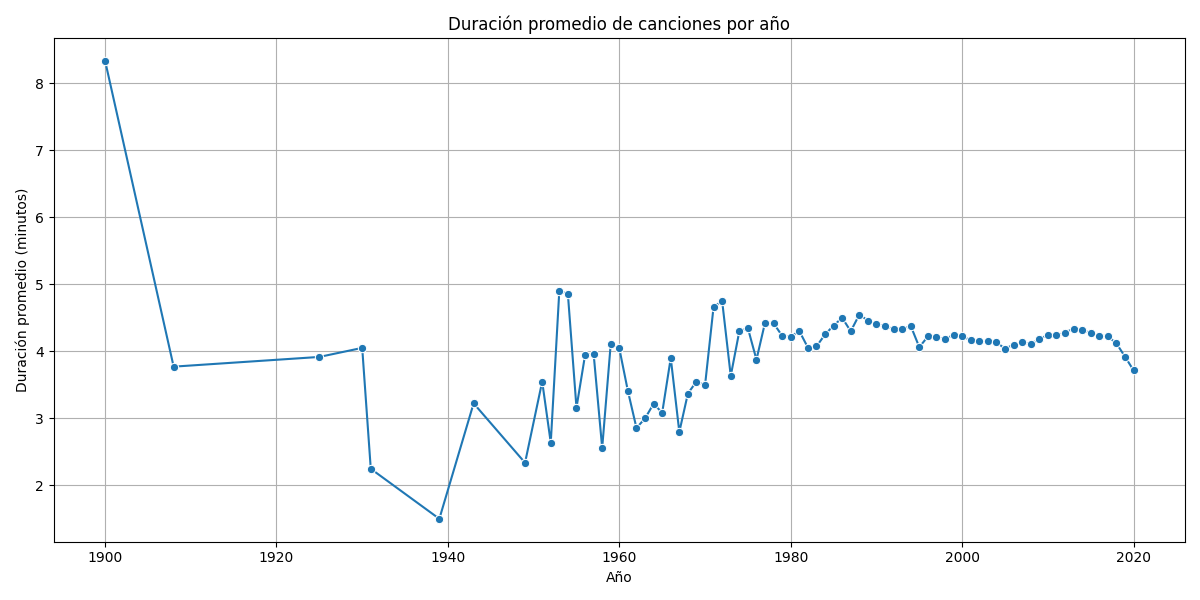 Duración promedio de canciones por año
Duración promedio (minutos)
8
7
6
5
4
3
2
1900 1920 1940 1960 1980 2000 2020
Año